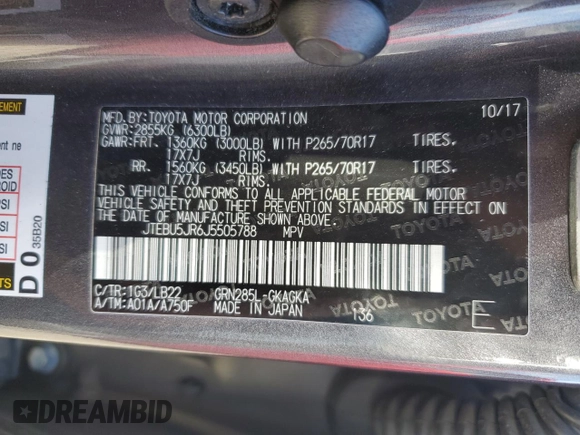 MFD.BY:TOYOTA MOTOR CORPORATION 10/17
GVWR:2855KG (6300LB)
GAWR:FRT. 1360KG (3000LB) WITH P265/70R17 TIRES.
17X7J RIMS.
RR. 1560KG (3450LB) WITH P265/70R17 TIRES.
17X7J RIMS.
THIS VEHICLE CONFORMS TO ALL APPLICABLE FEDERAL MOTOR
VEHICLE SAFETY AND THEFT PREVENTION STANDARDS IN EFFECT ON
THE DATE OF MANUFACTURE SHOWN ABOVE.
JTEBU5JR6J5505788 MPV
C/TR:1G3/LB22 GRN285L-GKAGKA
A/TM:A01A/A750F MADE IN JAPAN 136 E
D0 35B20
DREAMBID